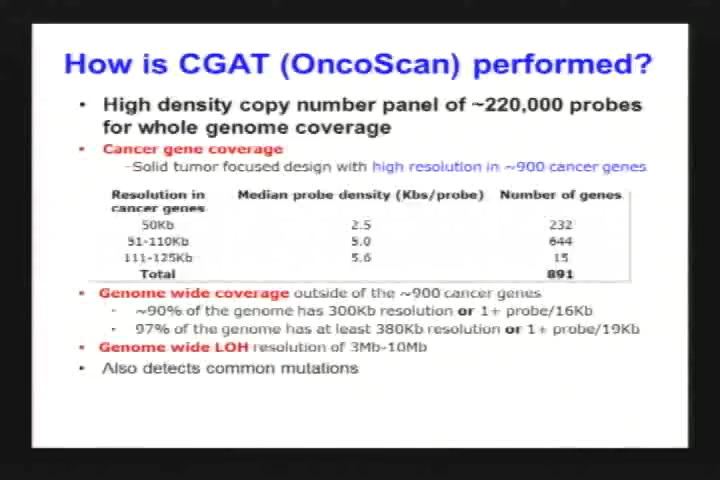 How is CGAT (OncoScan) performed?
• High density copy number panel of ~220,000 probes
for whole genome coverage
• Cancer gene coverage
-Solid tumor focused design with high resolution in ~900 cancer genes
Resolution in cancer genes Median probe density (Kbs/probe) Number of genes
50Kb 2.5 232
51-110Kb 5.0 644
111-125Kb 5.6 15
Total 891
• Genome wide coverage outside of the ~900 cancer genes
• ~90% of the genome has 300Kb resolution or 1+ probe/16Kb
• 97% of the genome has at least 380Kb resolution or 1+ probe/19Kb
• Genome wide LOH resolution of 3Mb-10Mb
• Also detects common mutations